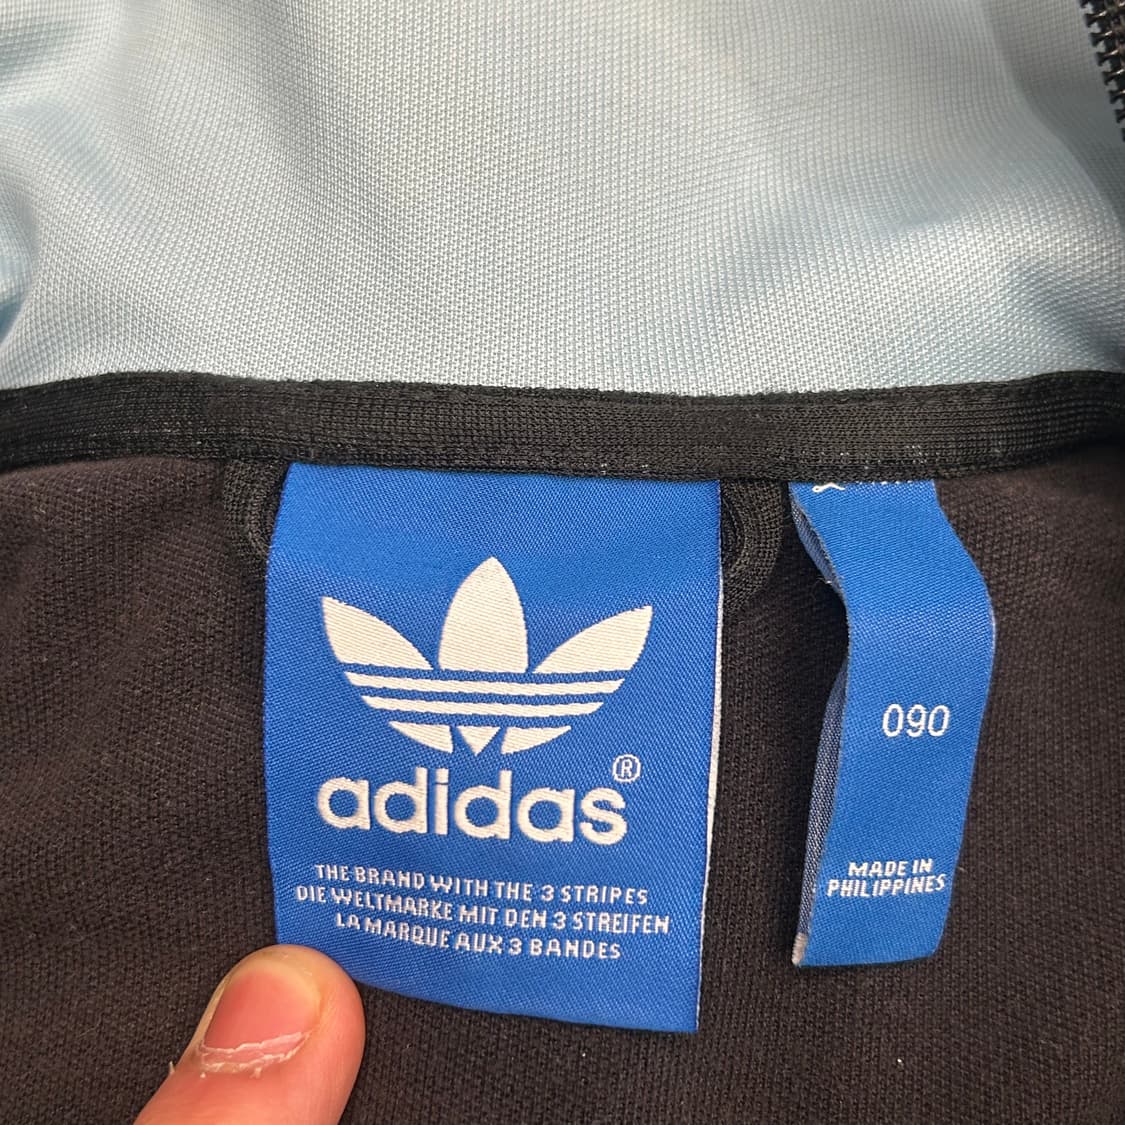 adidas®
THE BRAND WITH THE 3 STRIPES
DIE WELTMARKE MIT DEN 3 STREIFEN
LA MARQUE AUX 3 BANDES
090
MADE IN
PHILIPPINES